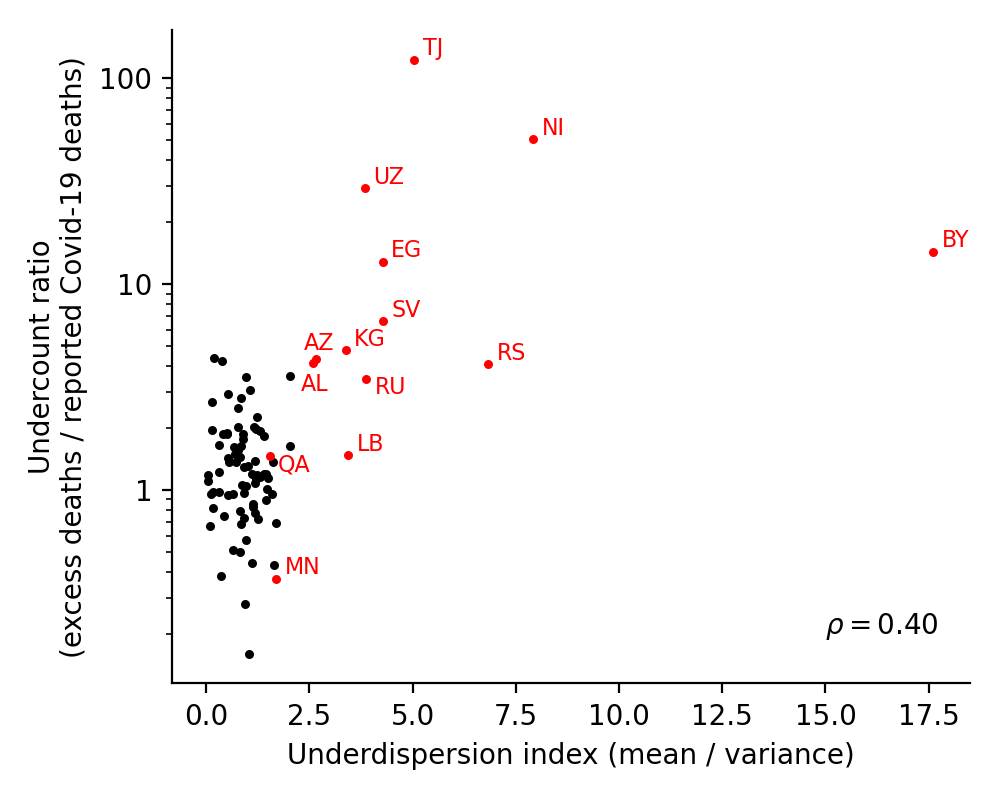 TJ
100
NI
UZ
BY
EG
10
SV
AZ
KG
RS
AL
RU
LB
QA
1
MN
ρ = 0.40
0.0 2.5 5.0 7.5 10.0 12.5 15.0 17.5
Underdispersion index (mean / variance)
Undercount ratio
(excess deaths / reported Covid-19 deaths)